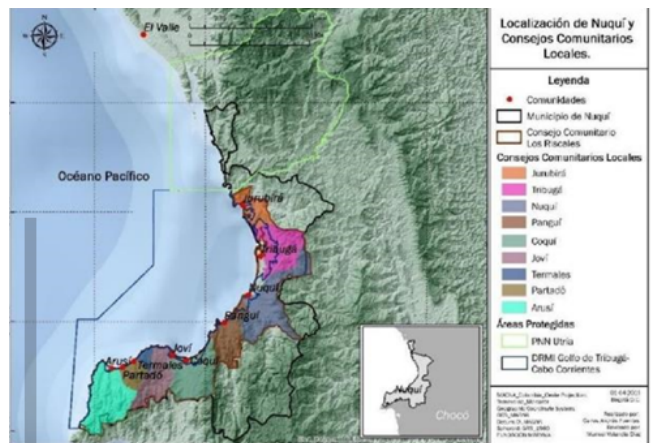 El Valle
Océano Pacífico
Jurubirá
Tribugá
Nuquí
Panguí
Joví
Coquí
Arusí
Termales
Partadó
Nuquí
Chocó
Localización de Nuquí y
Consejos Comunitarios
Locales.
Leyenda
Comunidades
Municipio de Nuquí
Consejo Comunitario
Los Riscales
Consejos Comunitarios Locales
Jurubirá
Tribugá
Nuquí
Panguí
Coquí
Joví
Termales
Partadó
Arusí
Áreas Protegidas
PNN Utria
DRMI Golfo de Tribugá-
Cabo Corrientes